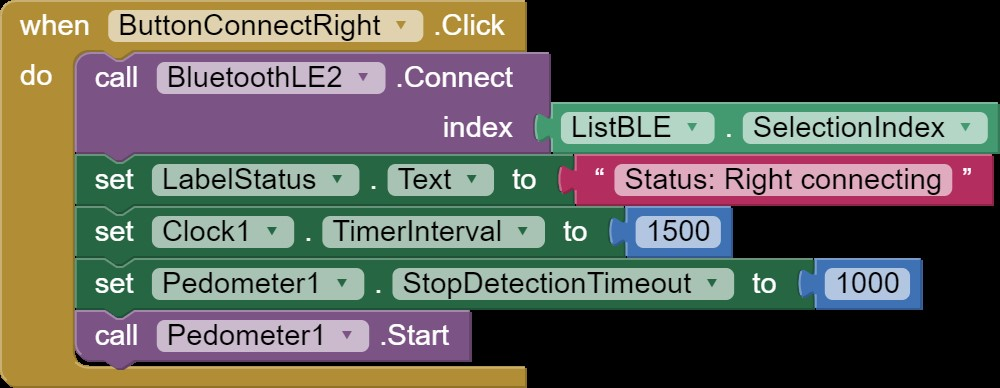 when ButtonConnectRight .Click
do call BluetoothLE2 .Connect
index ListBLE . SelectionIndex
set LabelStatus . Text to “ Status: Right connecting ”
set Clock1 . TimerInterval to 1500
set Pedometer1 . StopDetectionTimeout to 1000
call Pedometer1 .Start